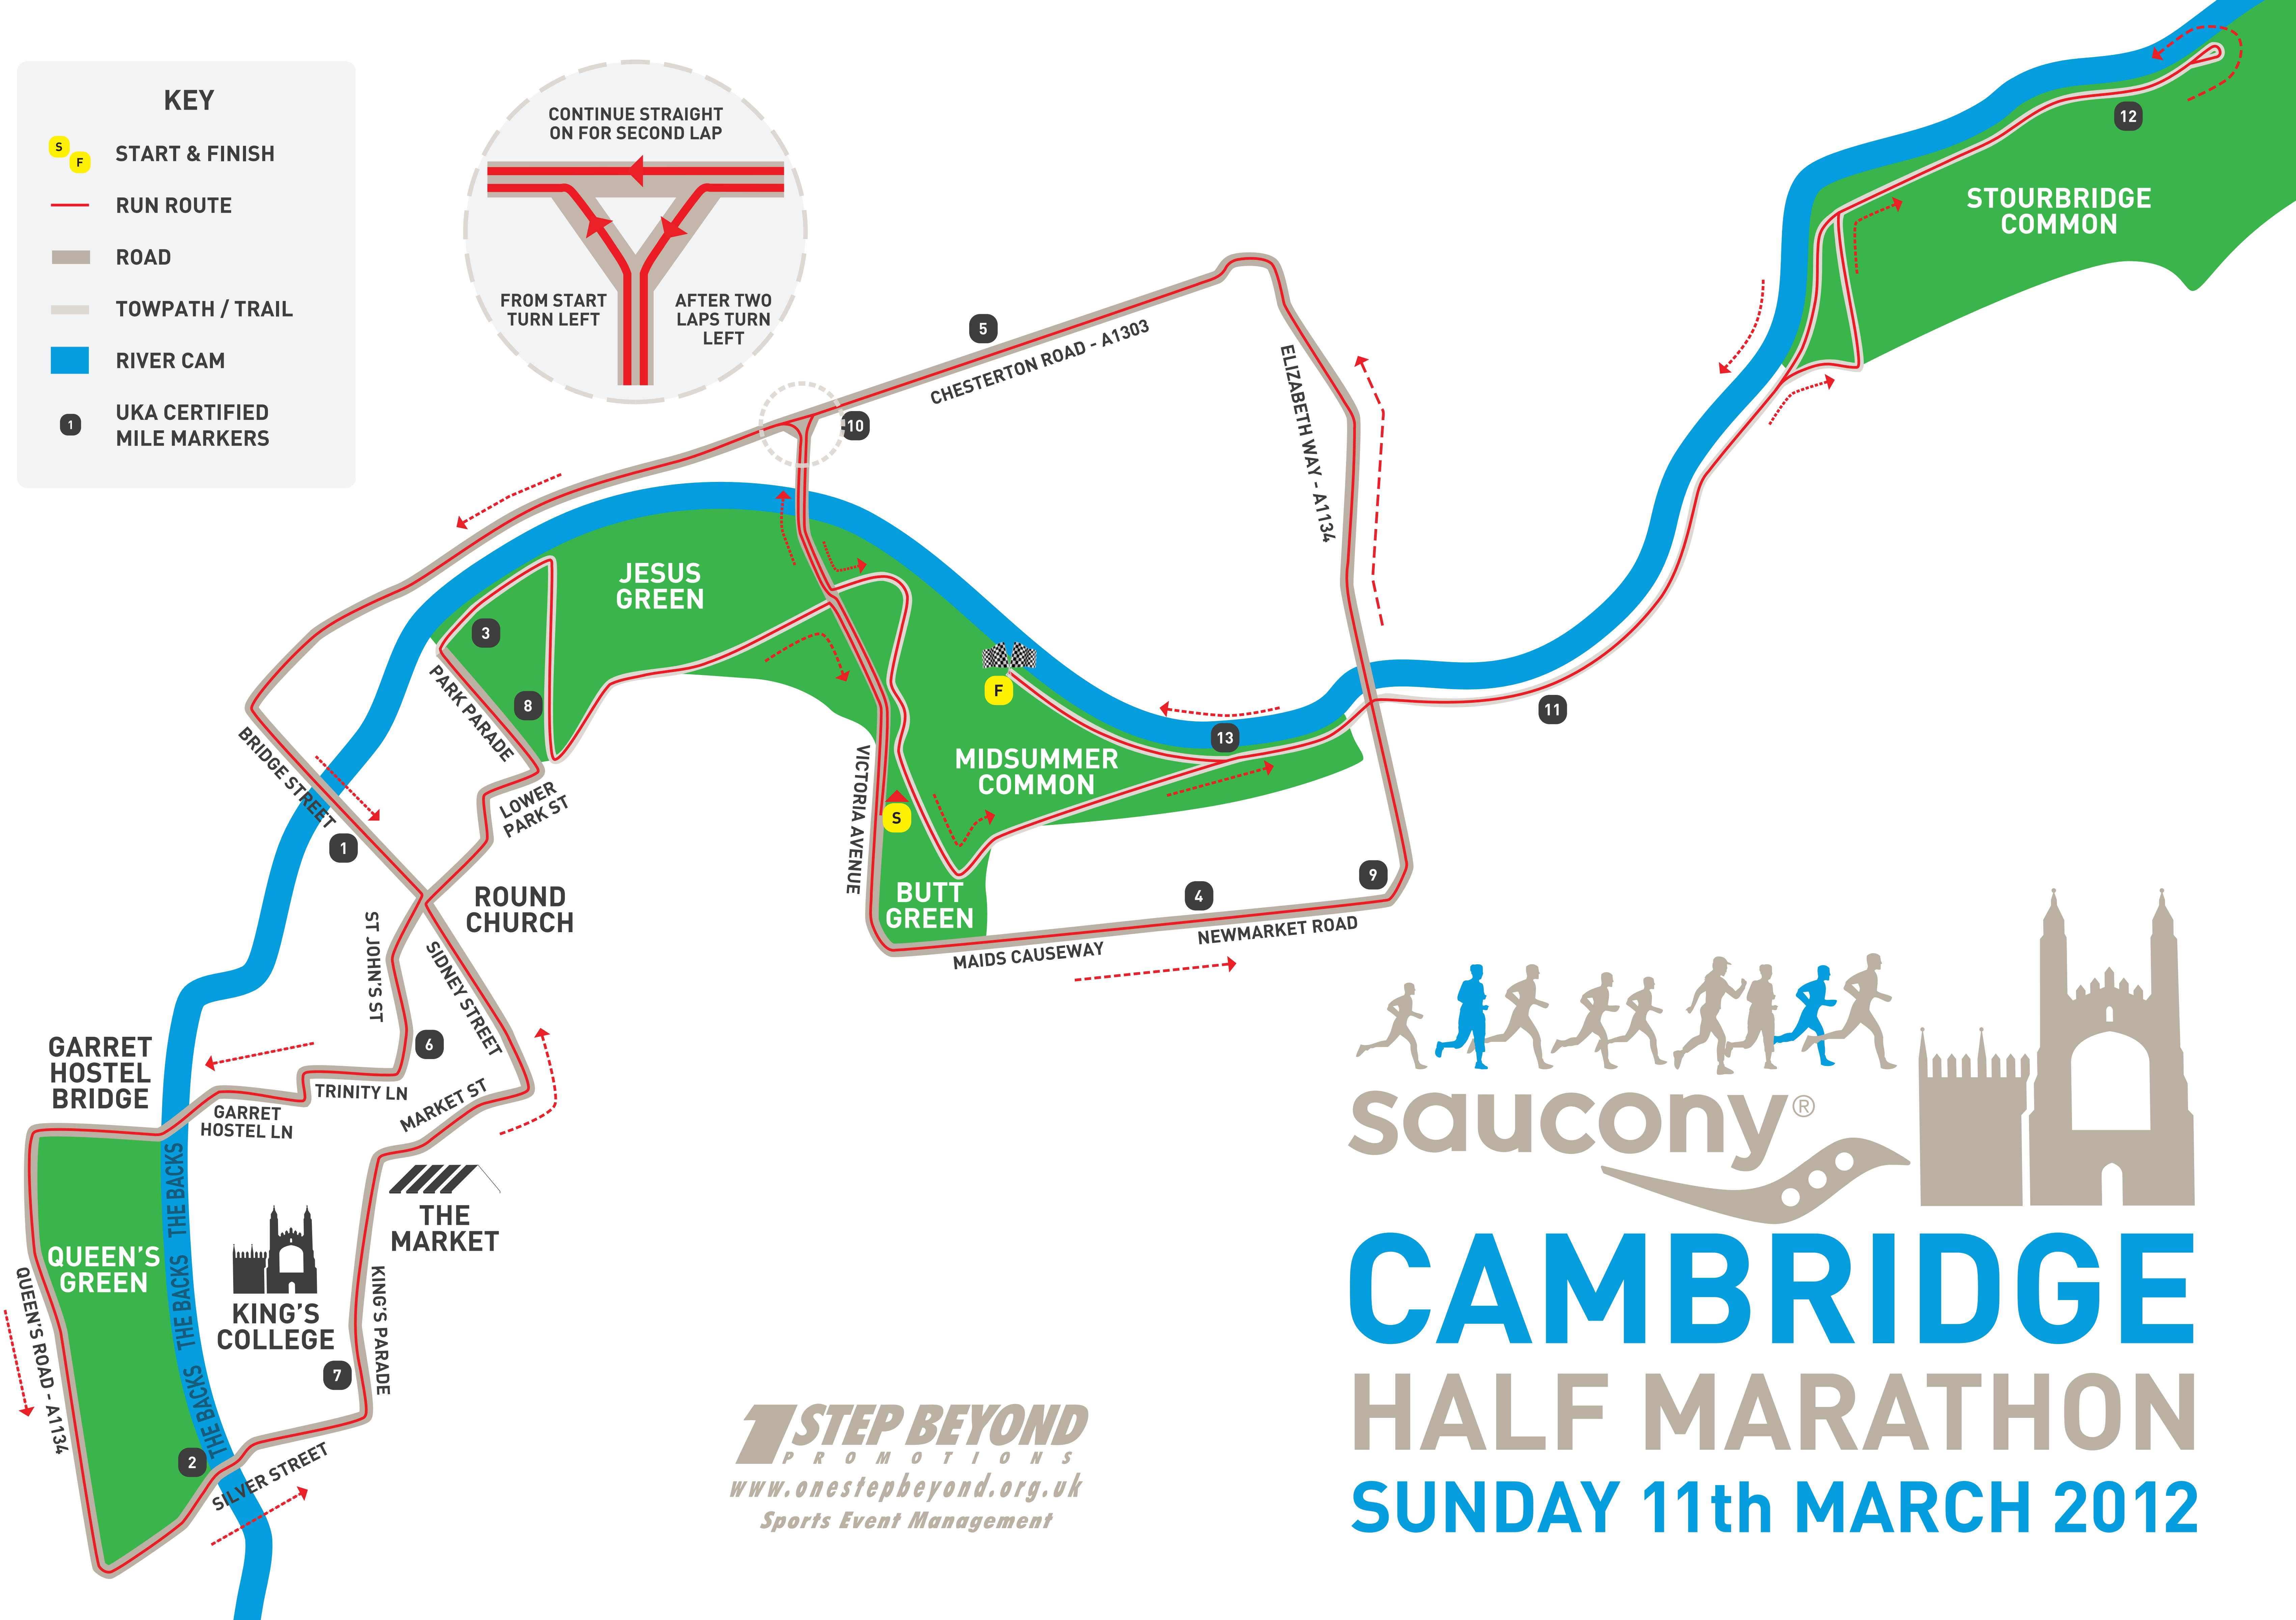 KEY
S
F
START & FINISH
RUN ROUTE
ROAD
TOWPATH / TRAIL
RIVER CAM
1
UKA CERTIFIED
MILE MARKERS
CONTINUE STRAIGHT
ON FOR SECOND LAP
FROM START
TURN LEFT
AFTER TWO
LAPS TURN
LEFT
12
STOURBRIDGE
COMMON
5
CHESTERTON ROAD - A1303
10
ELIZABETH WAY - A1134
JESUS
GREEN
3
8
PARK PARADE
LOWER
PARK ST
F
11
13
MIDSUMMER
COMMON
VICTORIA AVENUE
S
BUTT
GREEN
9
4
MAIDS CAUSEWAY
NEWMARKET ROAD
BRIDGE STREET
1
ROUND
CHURCH
ST JOHN'S ST
SIDNEY STREET
6
TRINITY LN
MARKET ST
GARRET
HOSTEL
BRIDGE
GARRET
HOSTEL LN
THE BACKS
THE BACKS
THE BACKS
THE
MARKET
QUEEN'S
GREEN
QUEEN'S ROAD - A1134
KING'S
COLLEGE
KING'S PARADE
7
2
SILVER STREET
1 STEP BEYOND
PROMOTIONS
www.onestepbeyond.org.uk
Sports Event Management
saucony®
CAMBRIDGE
HALF MARATHON
SUNDAY 11th MARCH 2012